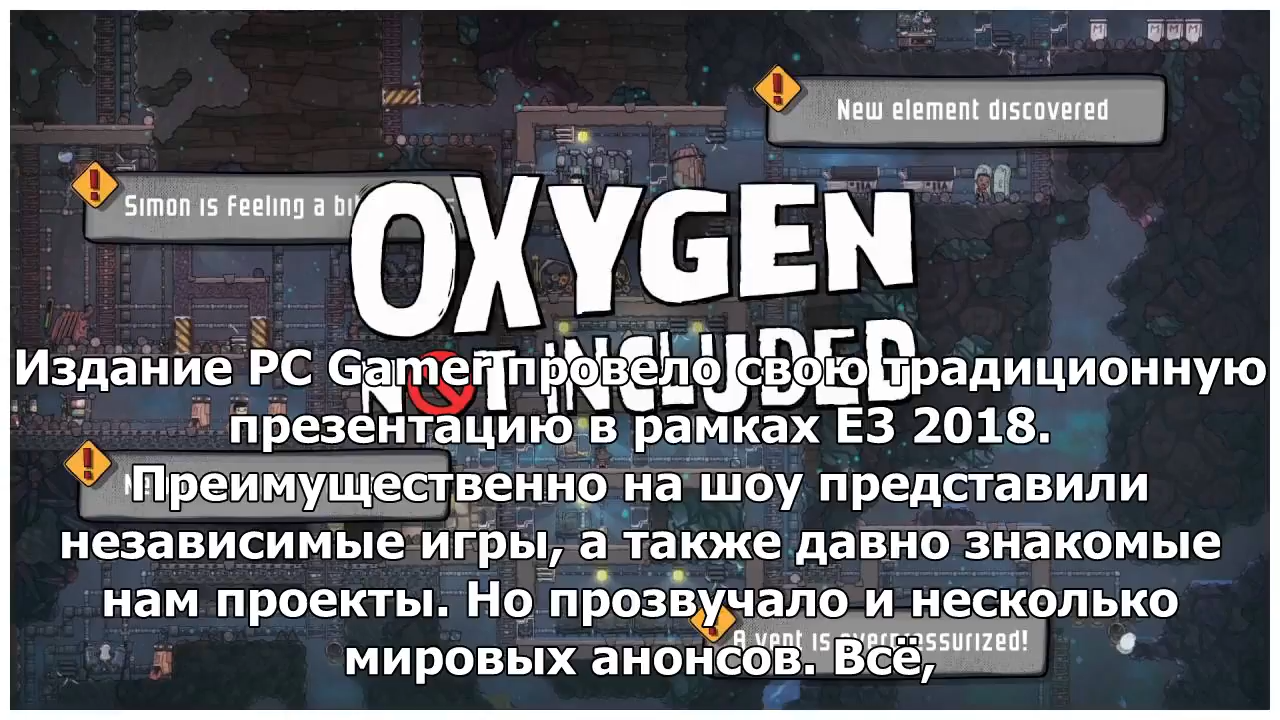 New element discovered
Simon is feeling a bi
OXYGEN
NOT INCLUDED
Издание PC Gamer провело свою традиционную
презентацию в рамках E3 2018.
Преимущественно на шоу представили
независимые игры, а также давно знакомые
нам проекты. Но прозвучало и несколько
мировых анонсов. Всё,
A vent is overpressurized!